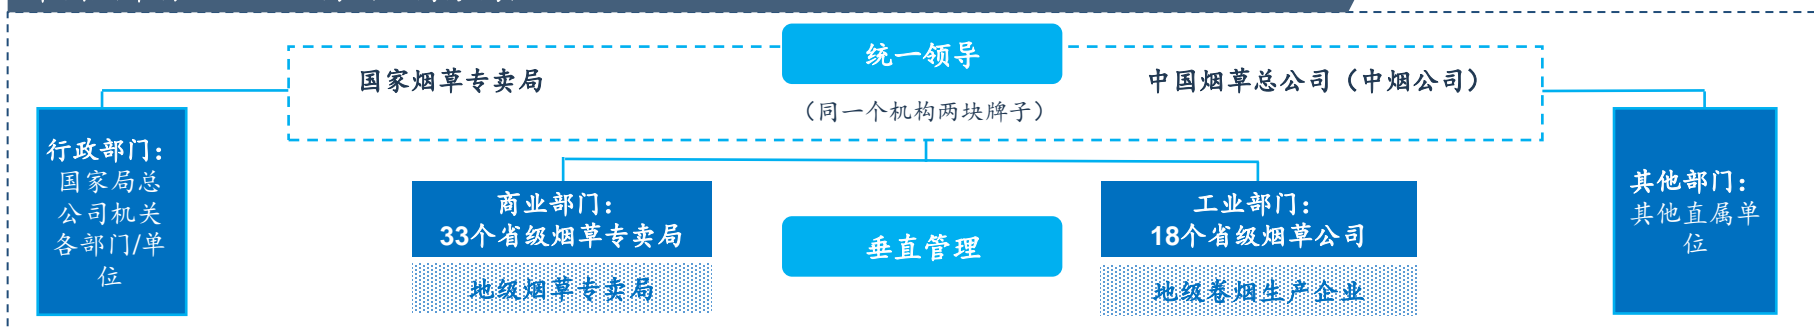 统一领导
国家烟草专卖局
中国烟草总公司（中烟公司）
（同一个机构两块牌子）
行政部门：
国家局总
公司机关
各部门/单
位
商业部门：
33个省级烟草专卖局
地级烟草专卖局
垂直管理
工业部门：
18个省级烟草公司
地级卷烟生产企业
其他部门：
其他直属单
位